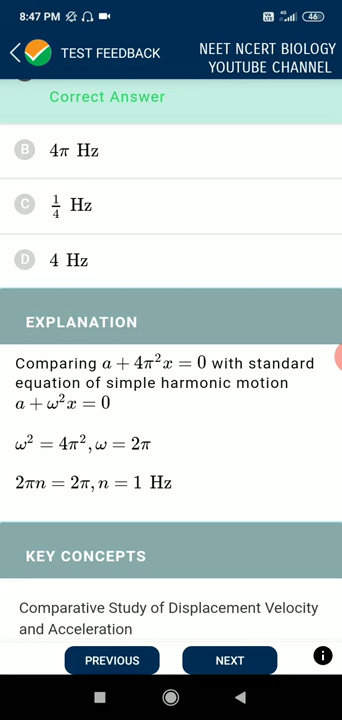 8:47 PM
4G
46
TEST FEEDBACK
NEET NCERT BIOLOGY
YOUTUBE CHANNEL
Correct Answer
B 4π Hz
C 1/4 Hz
D 4 Hz
EXPLANATION
Comparing a + 4π²x = 0 with standard
equation of simple harmonic motion
a + ω²x = 0
ω² = 4π², ω = 2π
2πn = 2π, n = 1 Hz
KEY CONCEPTS
Comparative Study of Displacement Velocity
and Acceleration
PREVIOUS
NEXT